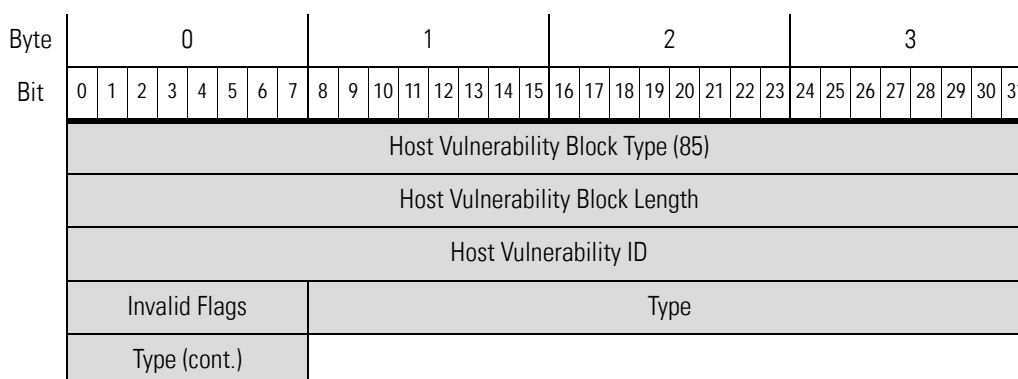 Byte 0 1 2 3
Bit 0 1 2 3 4 5 6 7 8 9 10 11 12 13 14 15 16 17 18 19 20 21 22 23 24 25 26 27 28 29 30 31
Host Vulnerability Block Type (85)
Host Vulnerability Block Length
Host Vulnerability ID
Invalid Flags Type
Type (cont.)